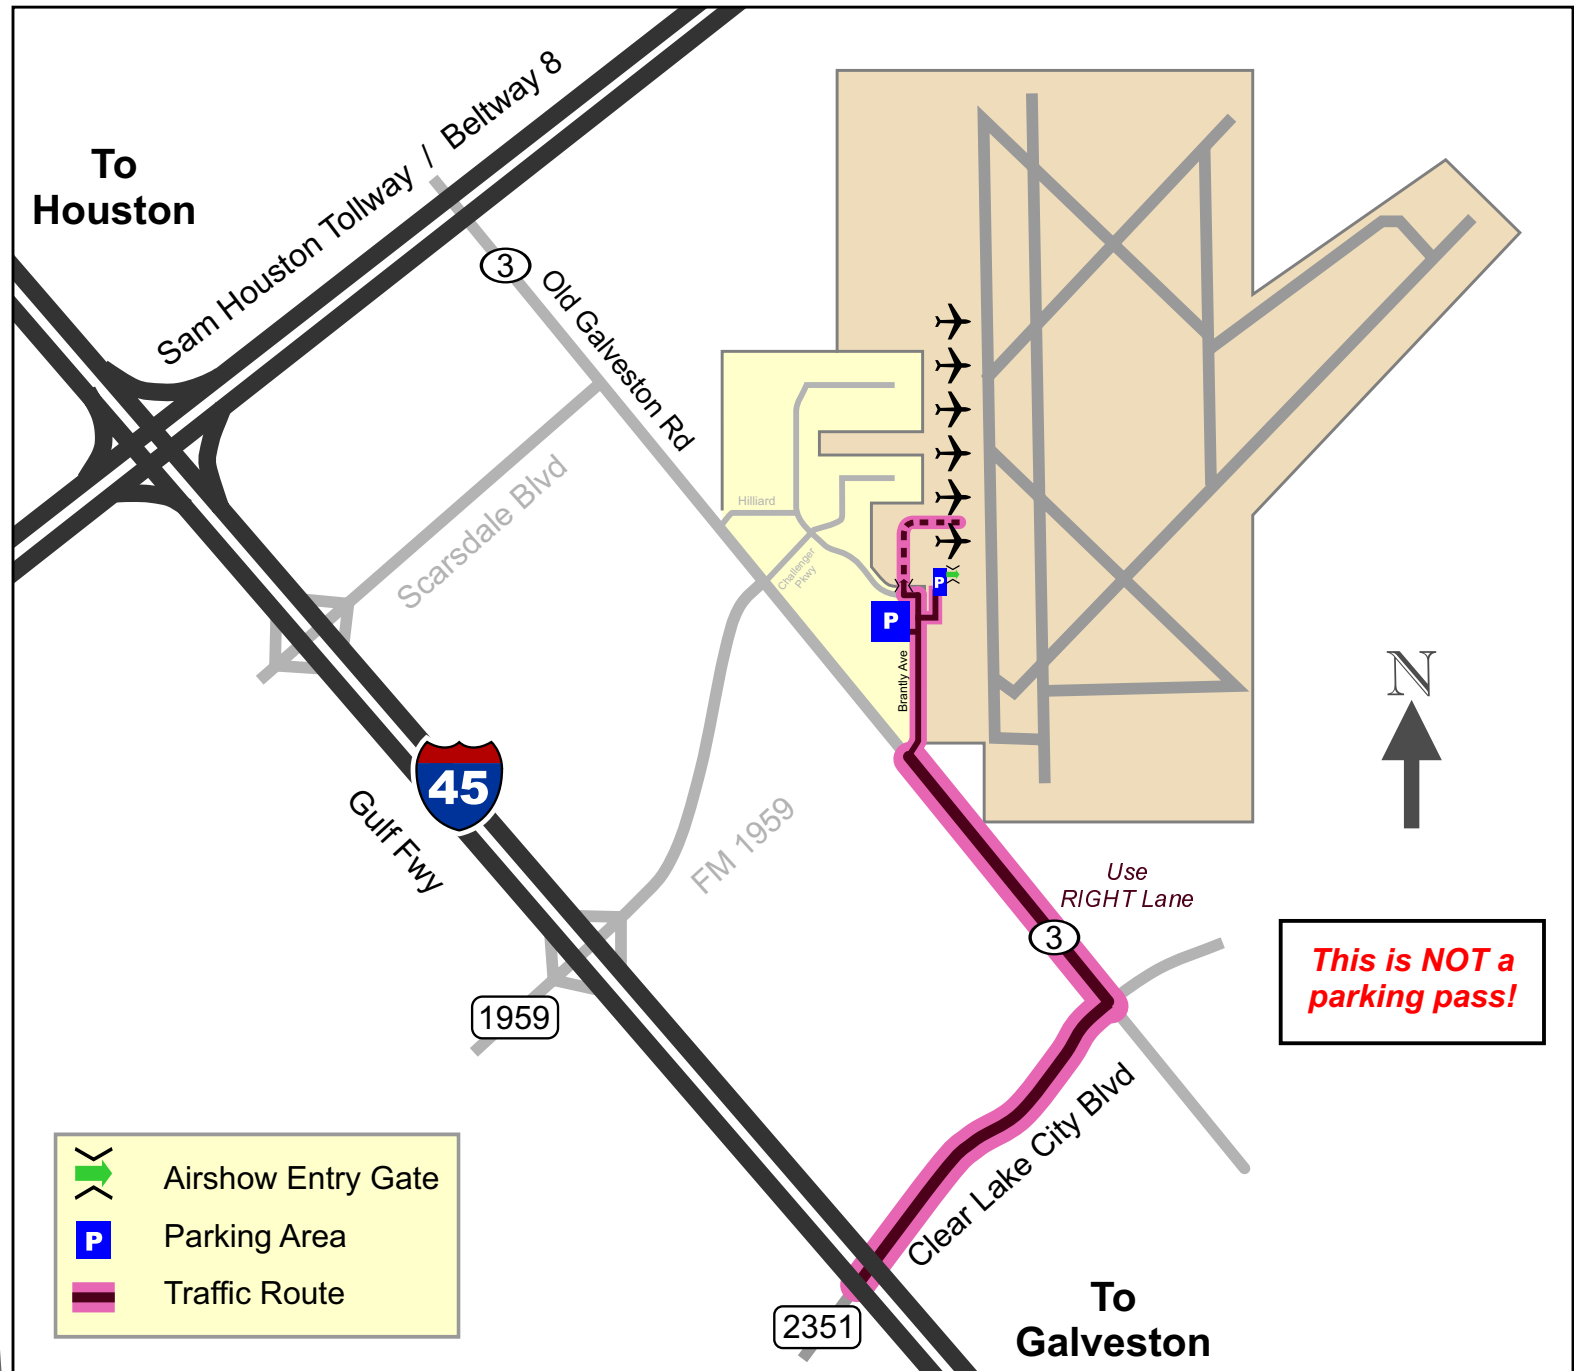 To
Houston
Sam Houston Tollway / Beltway 8
3
Old Galveston Rd
Scarsdale Blvd
Hilliard
Challenger
Pkwy
P
P
Brantly Ave
N
45
Gulf Fwy
FM 1959
Use
RIGHT Lane
3
This is NOT a
parking pass!
1959
Clear Lake City Blvd
Airshow Entry Gate
P
Parking Area
Traffic Route
2351
To
Galveston